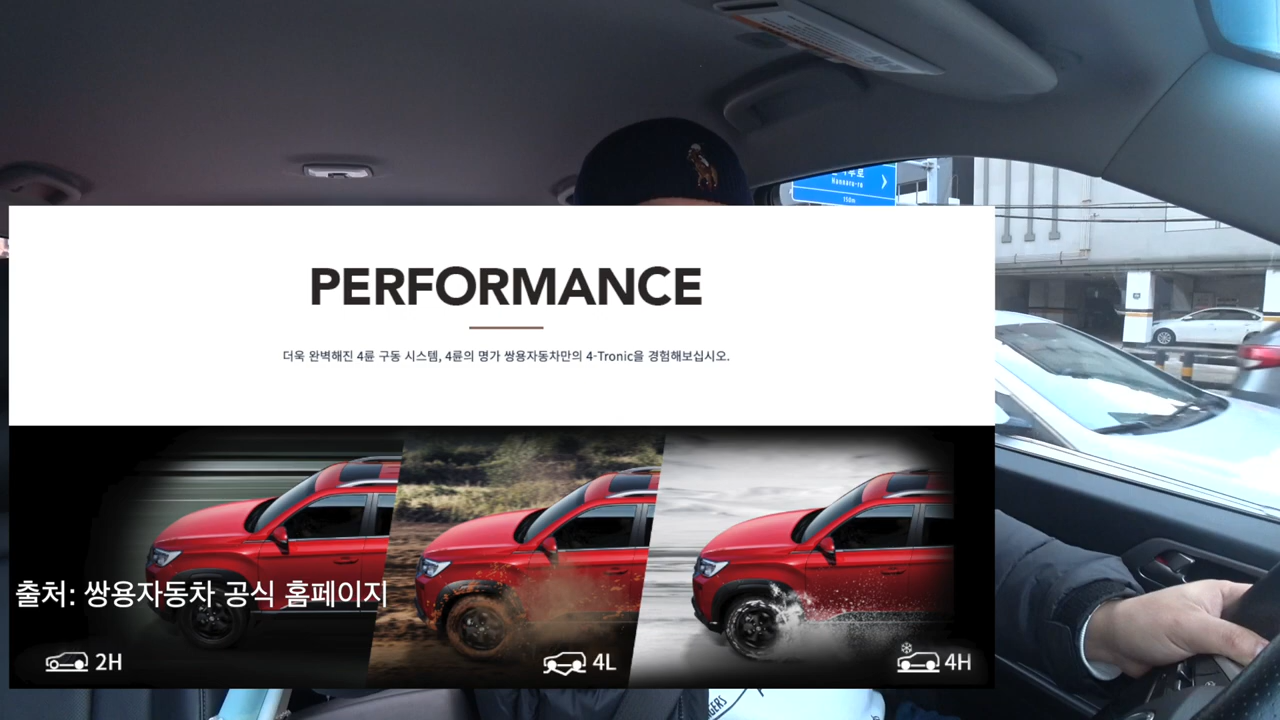 Hansaru-ro
150m
PERFORMANCE
더욱 완벽해진 4륜 구동 시스템, 4륜의 명가 쌍용자동차만의 4-Tronic을 경험해보십시오.
출처: 쌍용자동차 공식 홈페이지
2H
4L
4H